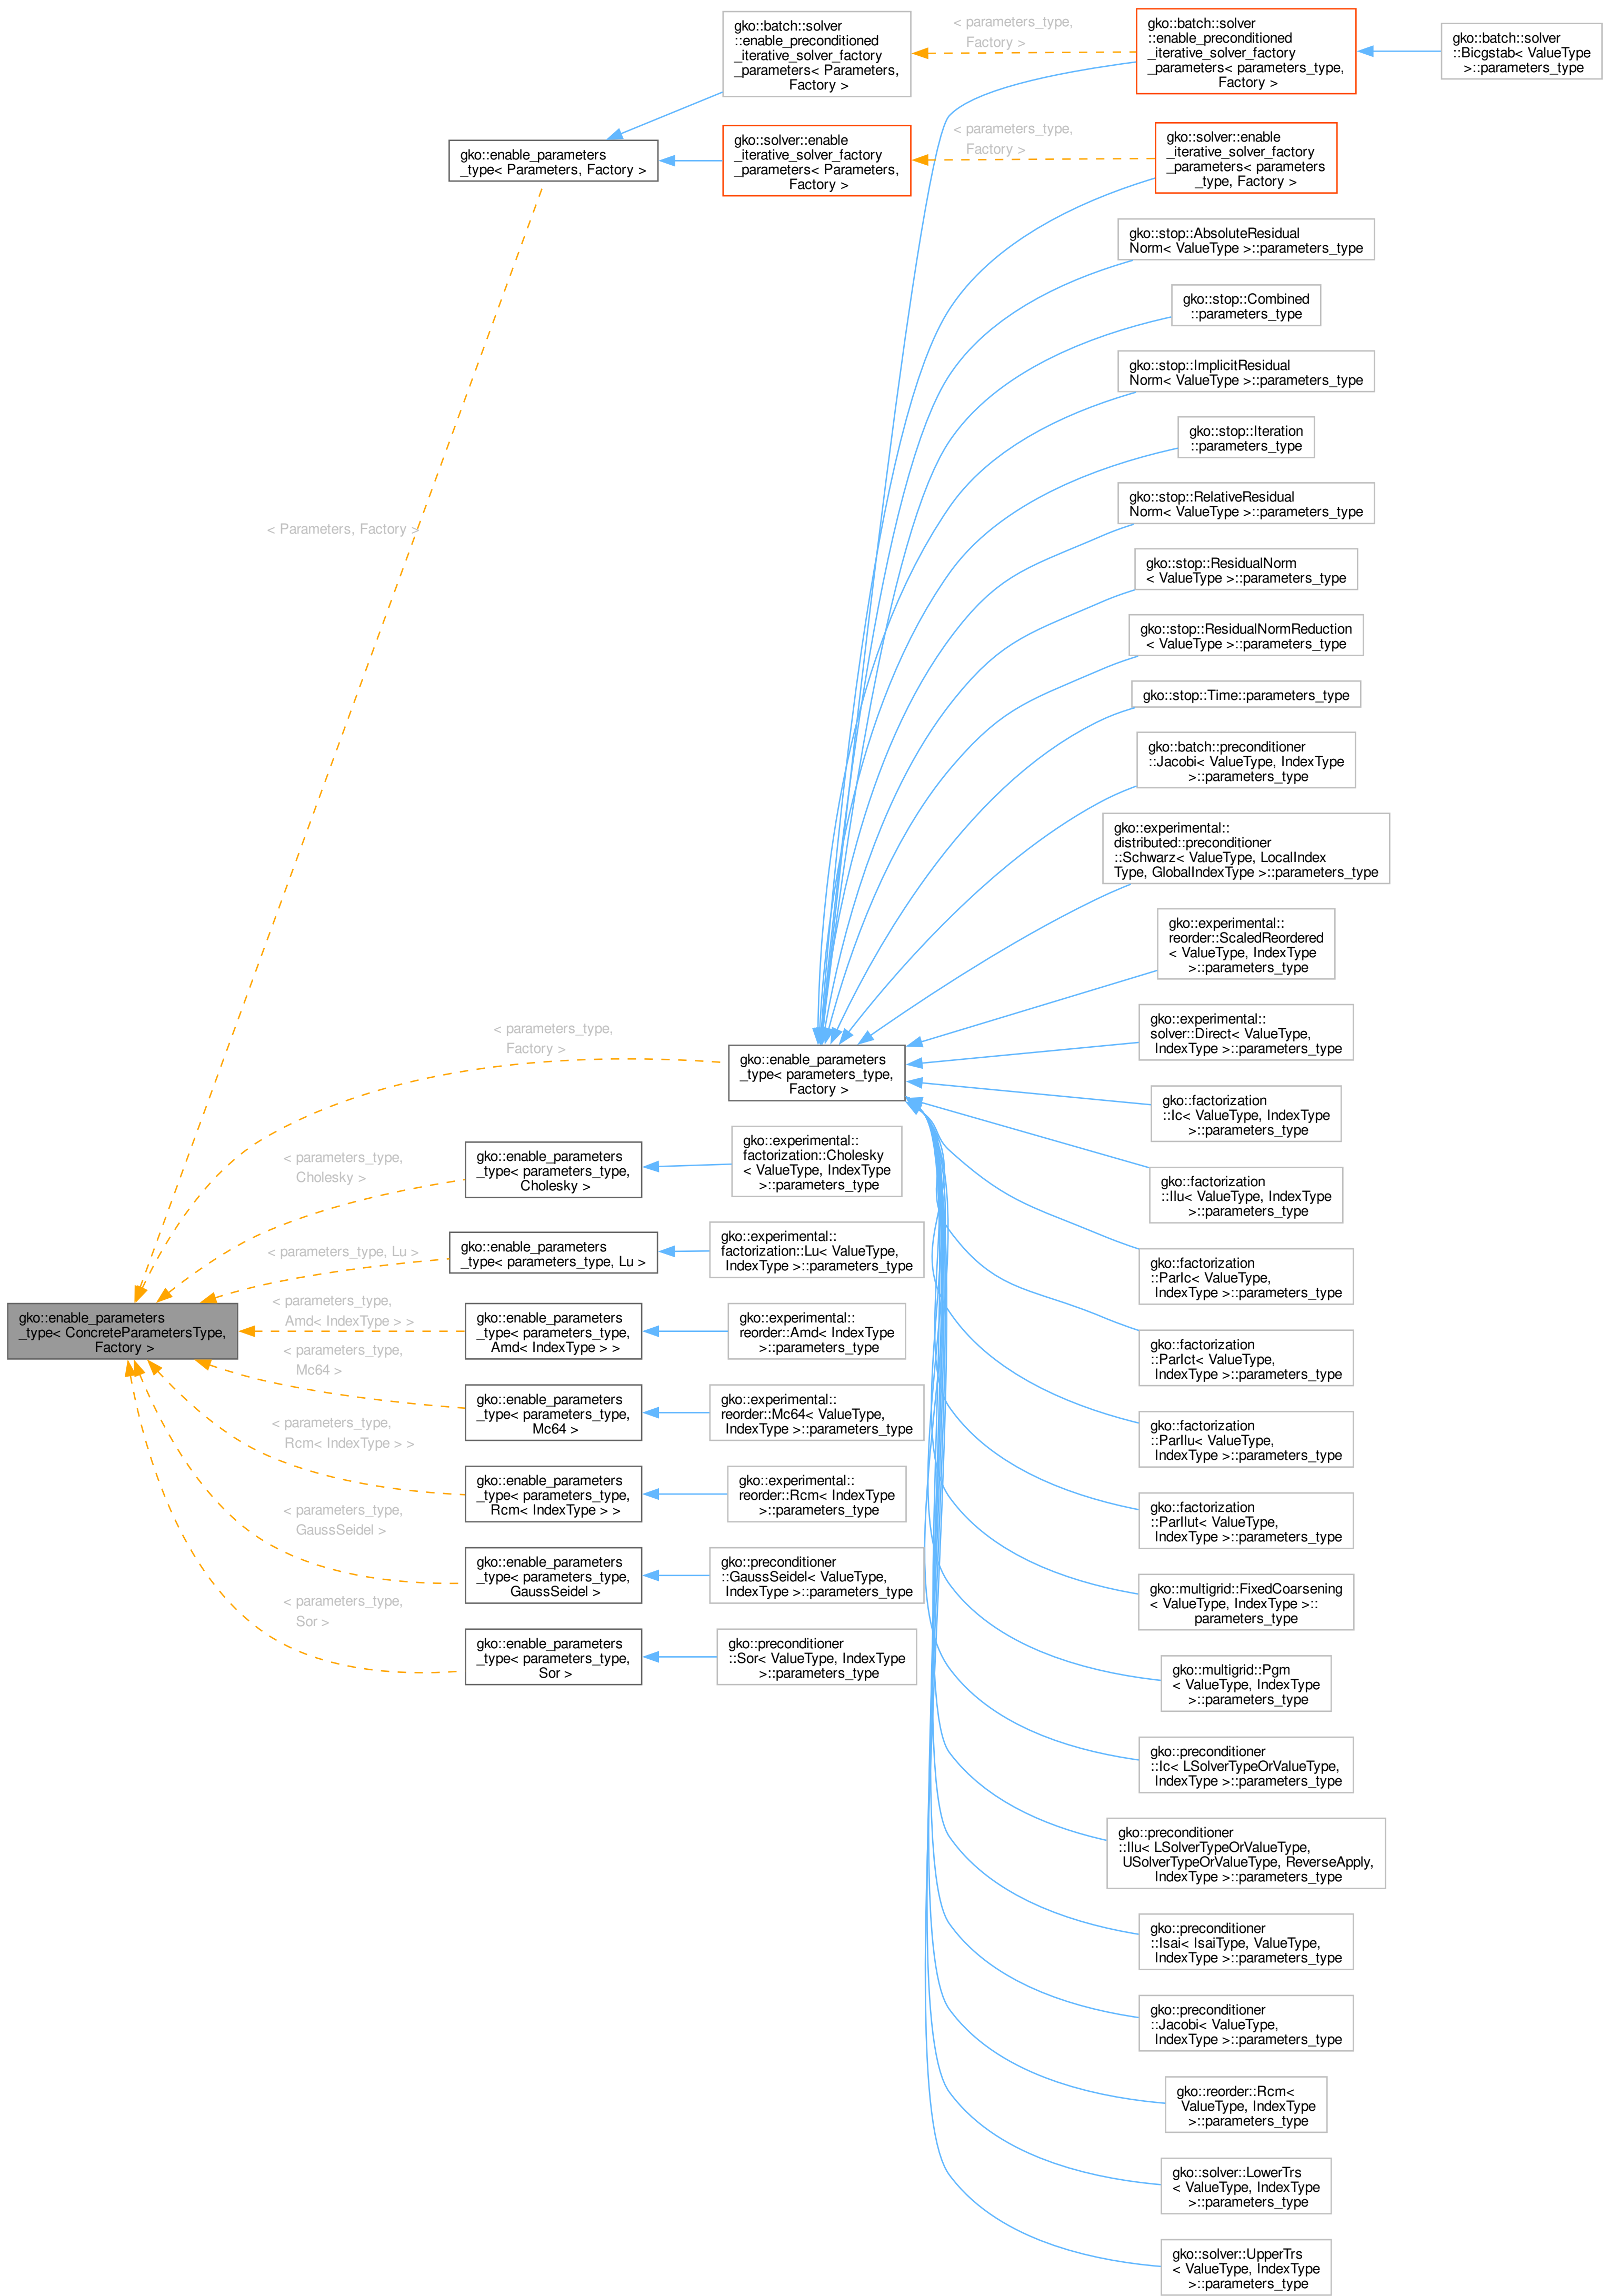 gko::batch::solver
::enable_preconditioned
_iterative_solver_factory
_parameters< Parameters,
Factory >
< parameters_type,
Factory >
gko::batch::solver
::enable_preconditioned
_iterative_solver_factory
_parameters< parameters_type,
Factory >
gko::batch::solver
::Bicgstab< ValueType
>::parameters_type
gko::enable_parameters
_type< Parameters, Factory >
gko::solver::enable
_iterative_solver_factory
_parameters< Parameters,
Factory >
< parameters_type,
Factory >
gko::solver::enable
_iterative_solver_factory
_parameters< parameters
_type, Factory >
gko::stop::AbsoluteResidual
Norm< ValueType >::parameters_type
gko::stop::Combined
::parameters_type
gko::stop::ImplicitResidual
Norm< ValueType >::parameters_type
gko::stop::Iteration
::parameters_type
gko::stop::RelativeResidual
Norm< ValueType >::parameters_type
< Parameters, Factory >
gko::stop::ResidualNorm
< ValueType >::parameters_type
gko::stop::ResidualNormReduction
< ValueType >::parameters_type
gko::stop::Time::parameters_type
gko::batch::preconditioner
::Jacobi< ValueType, IndexType
>::parameters_type
gko::experimental::
distributed::preconditioner
::Schwarz< ValueType, LocalIndex
Type, GlobalIndexType >::parameters_type
gko::experimental::
reorder::ScaledReordered
< ValueType, IndexType
>::parameters_type
< parameters_type,
Factory >
gko::enable_parameters
_type< parameters_type,
Factory >
gko::experimental::
solver::Direct< ValueType,
IndexType >::parameters_type
gko::factorization
::Ic< ValueType, IndexType
>::parameters_type
gko::factorization
::Ilu< ValueType, IndexType
>::parameters_type
< parameters_type,
Cholesky >
gko::enable_parameters
_type< parameters_type,
Cholesky >
gko::experimental::
factorization::Cholesky
< ValueType, IndexType
>::parameters_type
< parameters_type, Lu >
gko::enable_parameters
_type< parameters_type, Lu >
gko::experimental::
factorization::Lu< ValueType,
IndexType >::parameters_type
gko::factorization
::ParIc< ValueType,
IndexType >::parameters_type
gko::enable_parameters
_type< ConcreteParametersType,
Factory >
< parameters_type,
Amd< IndexType > >
gko::enable_parameters
_type< parameters_type,
Amd< IndexType > >
gko::experimental::
reorder::Amd< IndexType
>::parameters_type
gko::factorization
::ParIct< ValueType,
IndexType >::parameters_type
< parameters_type,
Mc64 >
gko::enable_parameters
_type< parameters_type,
Mc64 >
gko::experimental::
reorder::Mc64< ValueType,
IndexType >::parameters_type
gko::factorization
::ParIlu< ValueType,
IndexType >::parameters_type
< parameters_type,
Rcm< IndexType > >
gko::enable_parameters
_type< parameters_type,
Rcm< IndexType > >
gko::experimental::
reorder::Rcm< IndexType
>::parameters_type
gko::factorization
::ParIlut< ValueType,
IndexType >::parameters_type
< parameters_type,
GaussSeidel >
gko::enable_parameters
_type< parameters_type,
GaussSeidel >
gko::preconditioner
::GaussSeidel< ValueType,
IndexType >::parameters_type
gko::multigrid::FixedCoarsening
< ValueType, IndexType >::
parameters_type
< parameters_type,
Sor >
gko::enable_parameters
_type< parameters_type,
Sor >
gko::preconditioner
::Sor< ValueType, IndexType
>::parameters_type
gko::multigrid::Pgm
< ValueType, IndexType
>::parameters_type
gko::preconditioner
::Ic< LSolverTypeOrValueType,
IndexType >::parameters_type
gko::preconditioner
::Ilu< LSolverTypeOrValueType,
USolverTypeOrValueType, ReverseApply,
IndexType >::parameters_type
gko::preconditioner
::Isai< IsaiType, ValueType,
IndexType >::parameters_type
gko::preconditioner
::Jacobi< ValueType,
IndexType >::parameters_type
gko::reorder::Rcm<
ValueType, IndexType
>::parameters_type
gko::solver::LowerTrs
< ValueType, IndexType
>::parameters_type
gko::solver::UpperTrs
< ValueType, IndexType
>::parameters_type